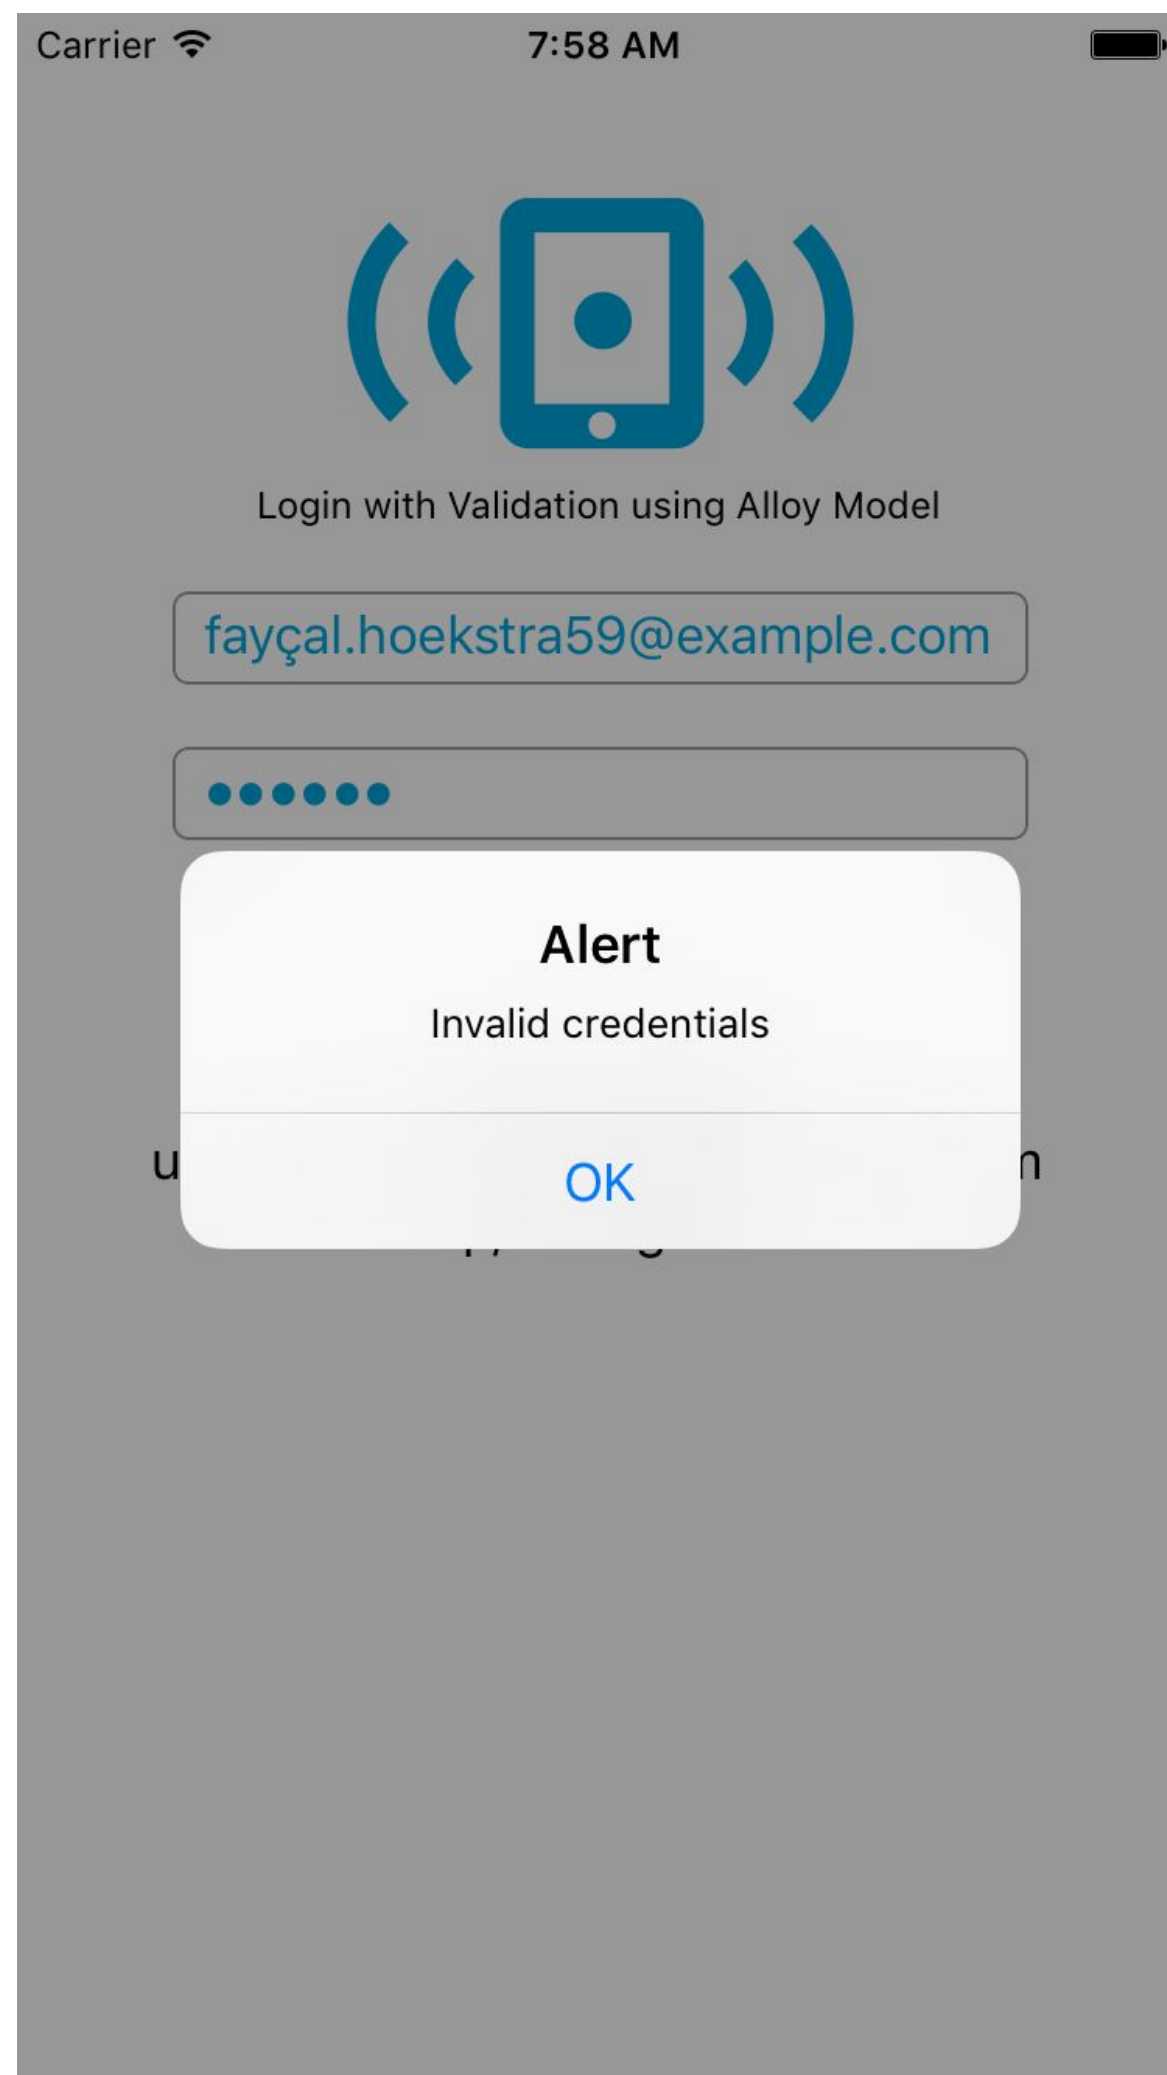 Carrier
7:58 AM
Login with Validation using Alloy Model
fayçal.hoekstra59@example.com
••••••
Alert
Invalid credentials
OK